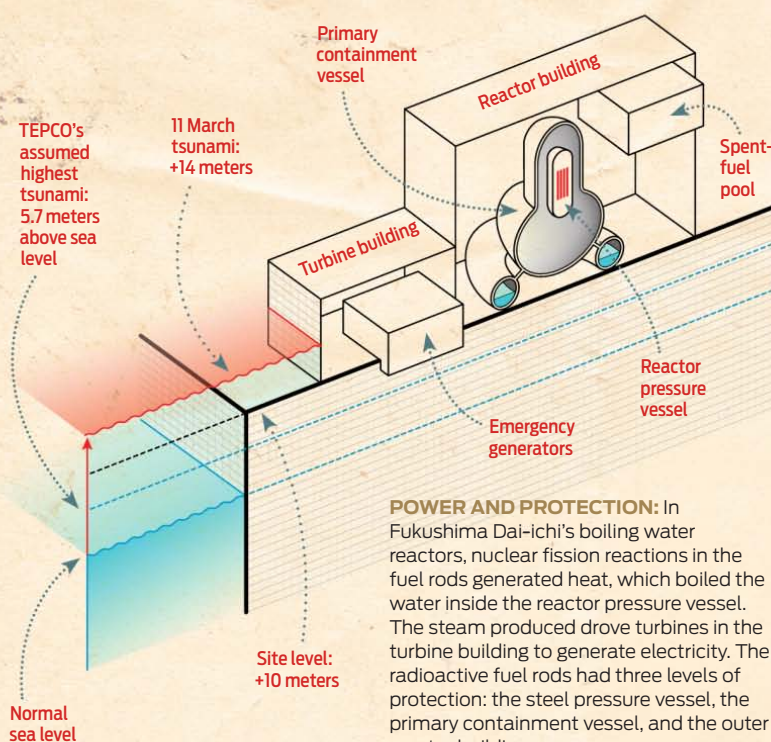 Primary
containment
vessel
Reactor building
TEPCO’s
assumed
highest
tsunami:
5.7 meters
above sea
level
11 March
tsunami:
+14 meters
Spent-
fuel
pool
Turbine building
Reactor
pressure
vessel
Emergency
generators
Site level:
+10 meters
Normal
sea level
POWER AND PROTECTION: In
Fukushima Dai-ichi’s boiling water
reactors, nuclear fission reactions in the
fuel rods generated heat, which boiled the
water inside the reactor pressure vessel.
The steam produced drove turbines in the
turbine building to generate electricity. The
radioactive fuel rods had three levels of
protection: the steel pressure vessel, the
primary containment vessel, and the outer